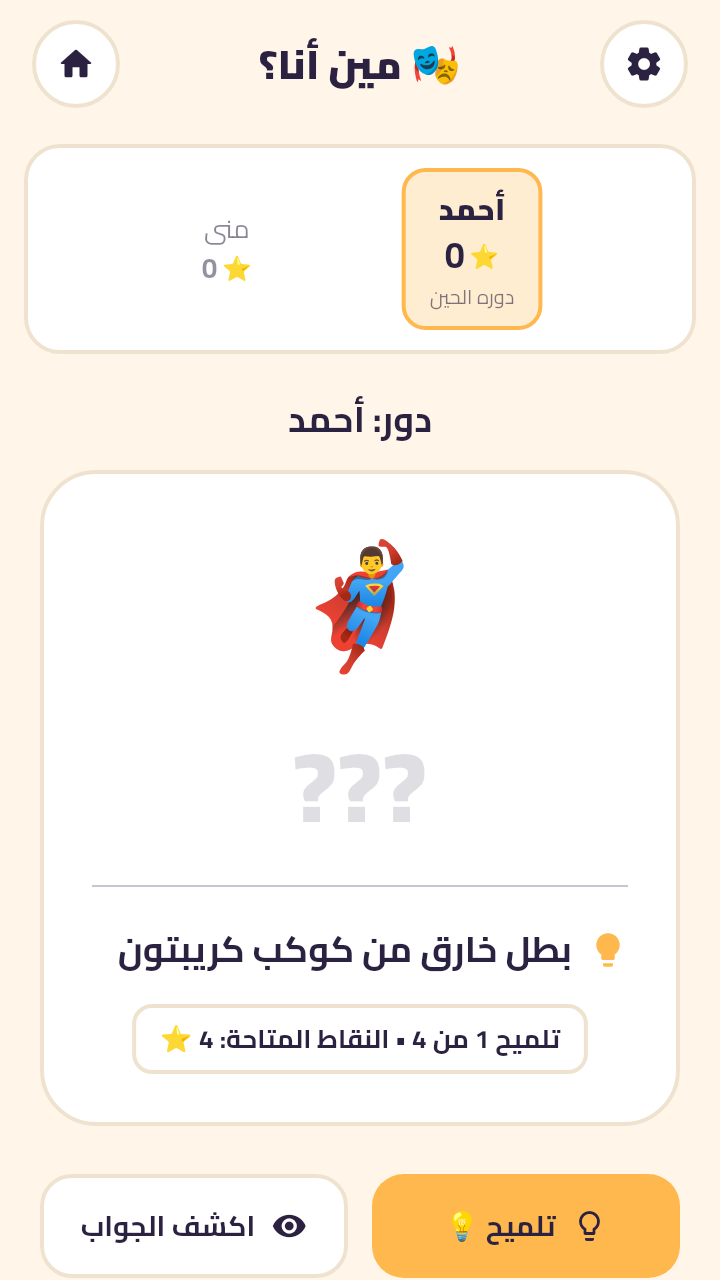 🎭 مين أنا؟
أحمد
⭐ 0
دوره الحين
منى
⭐ 0
دور: أحمد
???
بطل خارق من كوكب كريبتون
تلميح 1 من 4 • النقاط المتاحة: 4 ⭐
تلميح 💡
اكشف الجواب